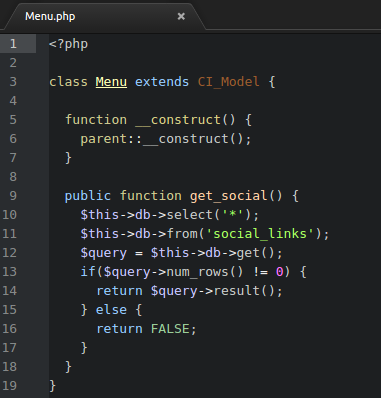 Menu.php ×
1 <?php
2
3 class Menu extends CI_Model {
4
5   function __construct() {
6     parent::__construct();
7   }
8
9   public function get_social() {
10     $this->db->select('*');
11     $this->db->from('social_links');
12     $query = $this->db->get();
13     if($query->num_rows() != 0) {
14       return $query->result();
15     } else {
16       return FALSE;
17     }
18   }
19 }